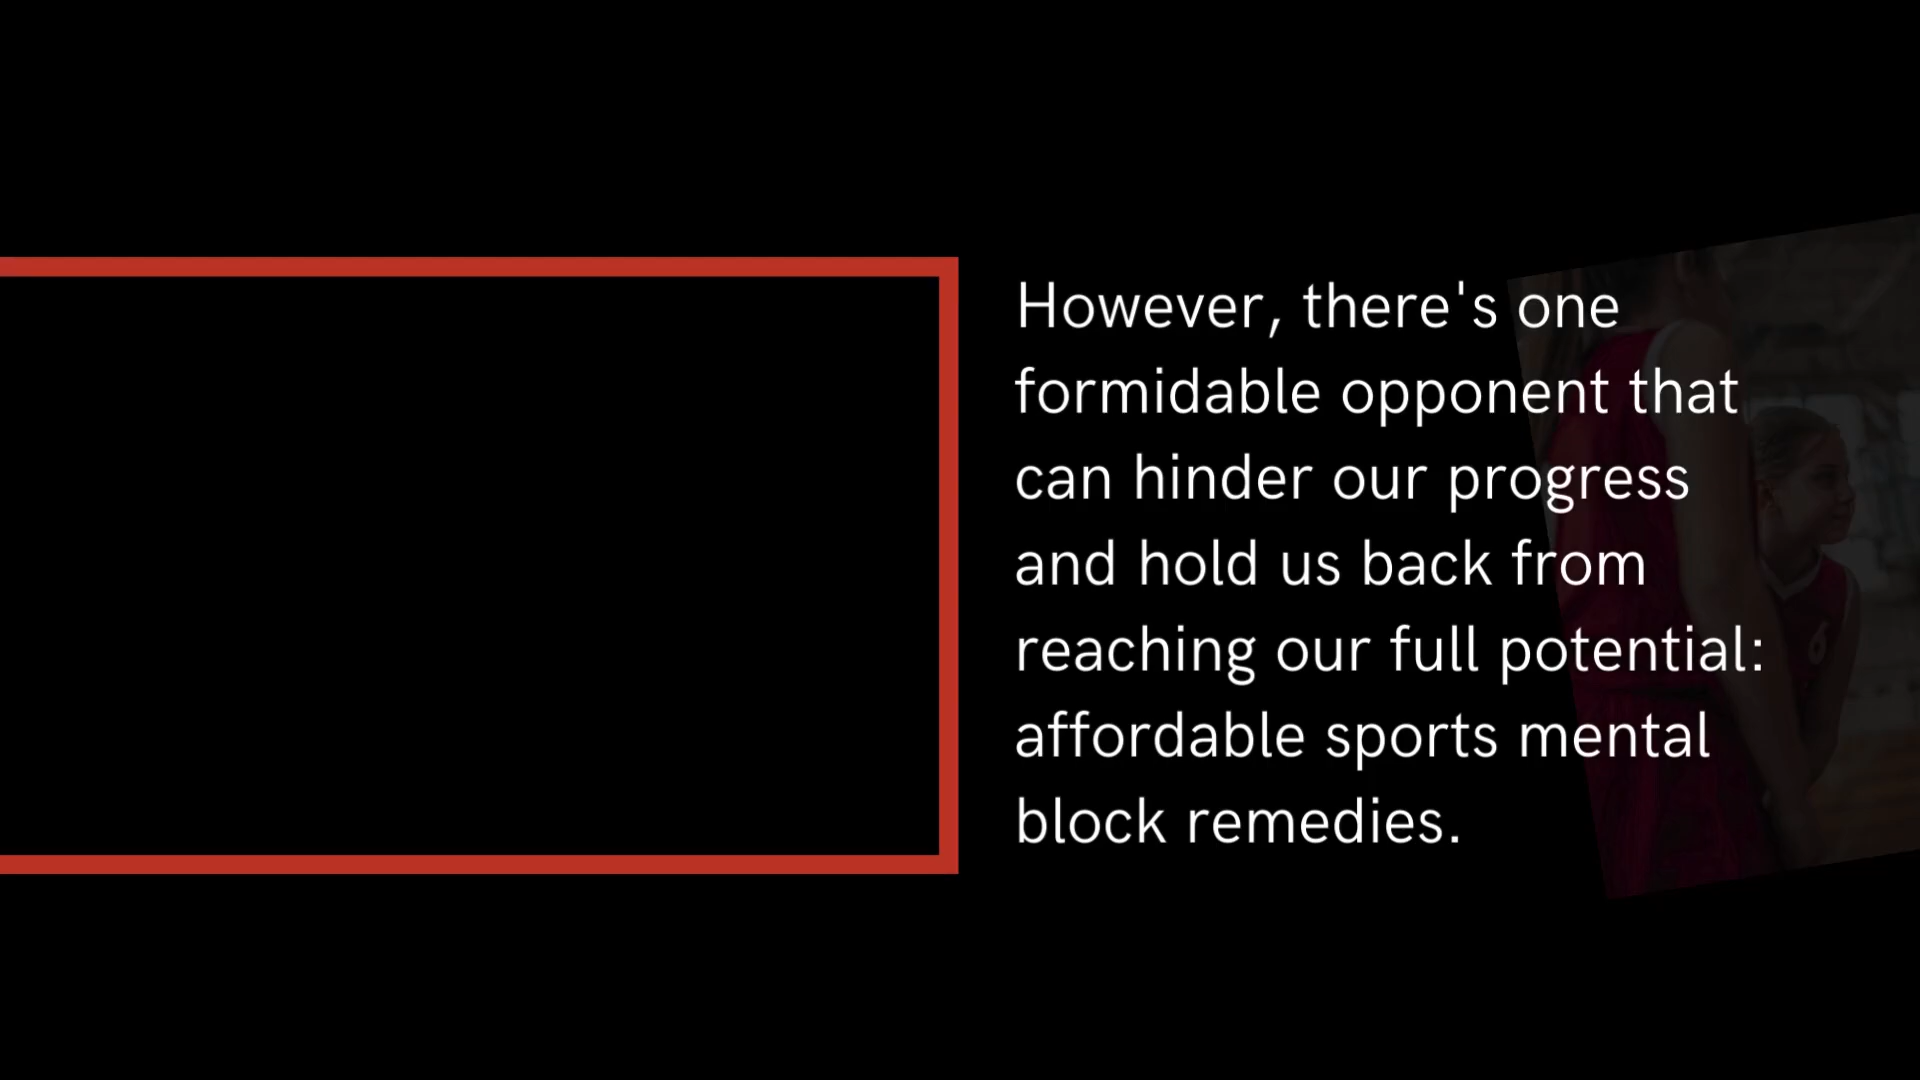 However, there's one
formidable opponent that
can hinder our progress
and hold us back from
reaching our full potential:
affordable sports mental
block remedies.
6